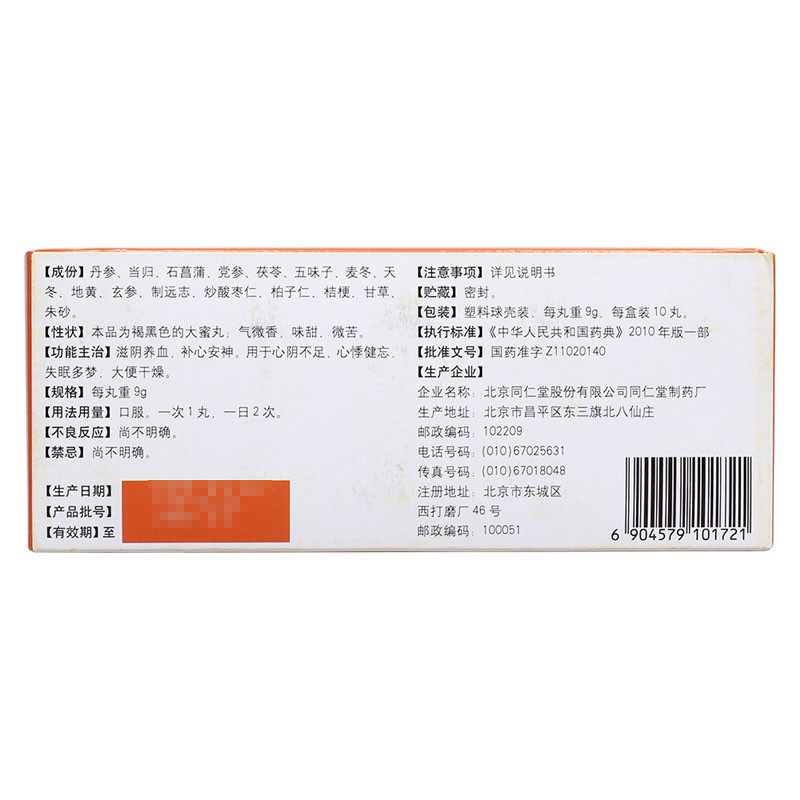 【成份】丹参、当归、石菖蒲、党参、茯苓、五味子、麦冬、天
冬、地黄、玄参、制远志、炒酸枣仁、柏子仁、桔梗、甘草、
朱砂。
【性状】本品为褐黑色的大蜜丸；气微香，味甜、微苦。
【功能主治】滋阴养血，补心安神。用于心阴不足，心悸健忘，
失眠多梦，大便干燥。
【规格】每丸重9g
【用法用量】口服。一次1丸，一日2次。
【不良反应】尚不明确。
【禁忌】尚不明确。
【生产日期】
【产品批号】
【有效期】至
【注意事项】详见说明书
【贮藏】密封。
【包装】塑料球壳装，每丸重9g，每盒装10丸。
【执行标准】《中华人民共和国药典》2010年版一部
【批准文号】国药准字Z11020140
【生产企业】
企业名称：北京同仁堂股份有限公司同仁堂制药厂
生产地址：北京市昌平区东三旗北八仙庄
邮政编码：102209
电话号码：(010)67025631
传真号码：(010)67018048
注册地址：北京市东城区
西打磨厂46号
邮政编码：100051
6 904579 101721